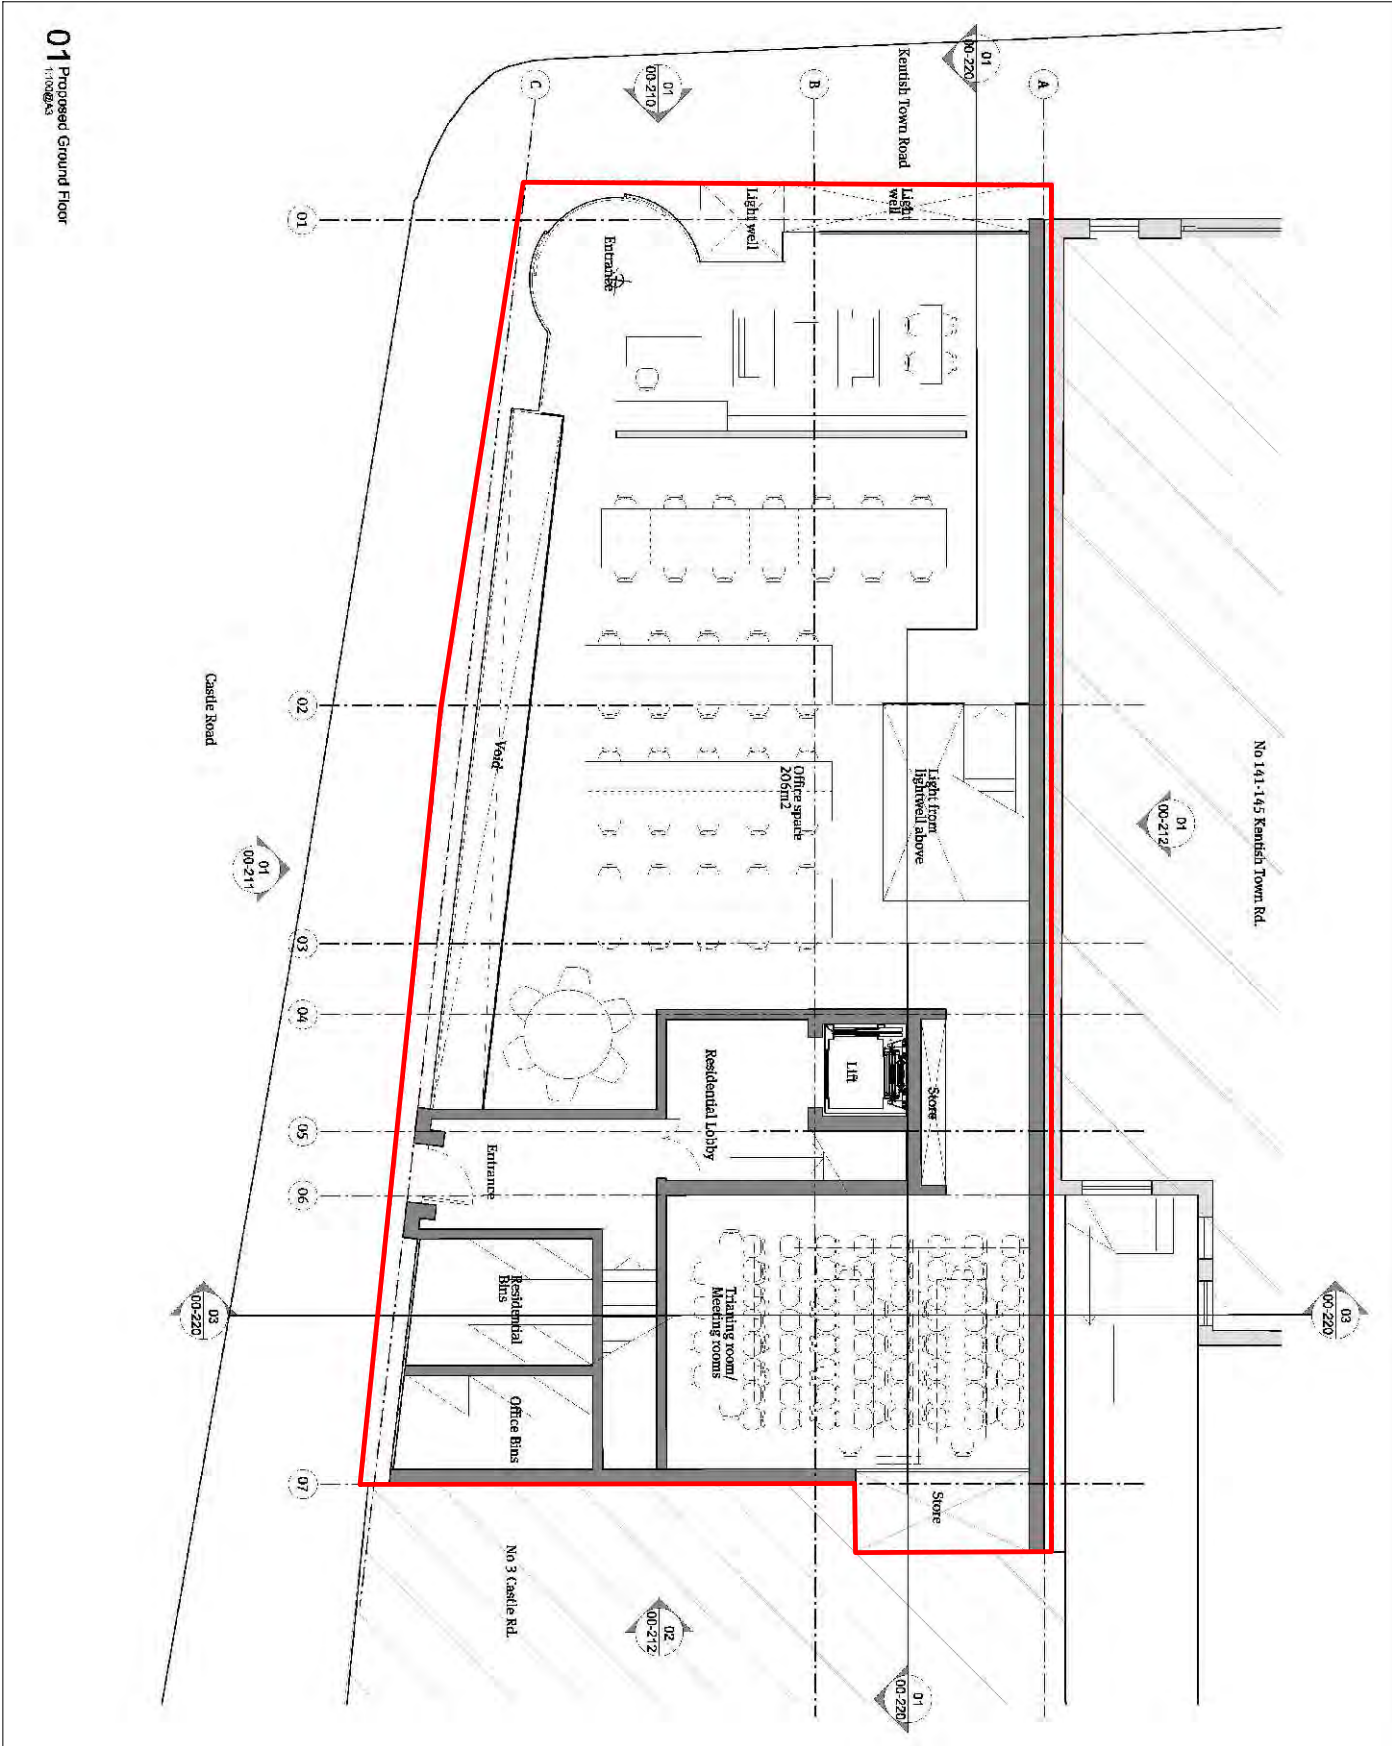 01 Proposed Ground Floor
1:100@A3
Kentish Town Road
01
00-220
01
00-210
C
B
A
01
02
03
04
05
06
07
Light well
Light
well
Entrance
No 141-145 Kentish Town Rd.
01
00-212
Castle Road
01
00-211
Void
Office space
206m2
Light from
lightwell above
Lift
Store
Residential Lobby
Entrance
Residential
Bins
Office Bins
Trianing room/
Meeting rooms
Store
03
00-220
03
00-220
No 3 Castle Rd.
02
00-212
01
00-220